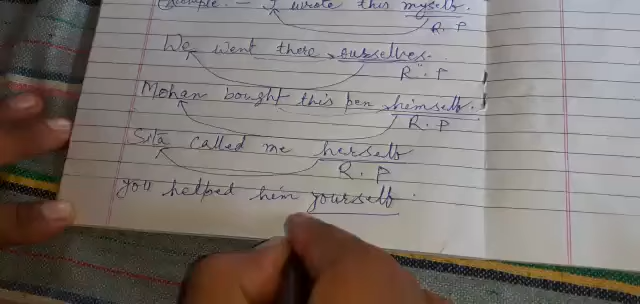 Example. - I wrote this myself.
R. P
We went there ourselves.
R. P
Mohan bought this pen himself.
R. P
Sita called me herself
R. P
you helped him yourself